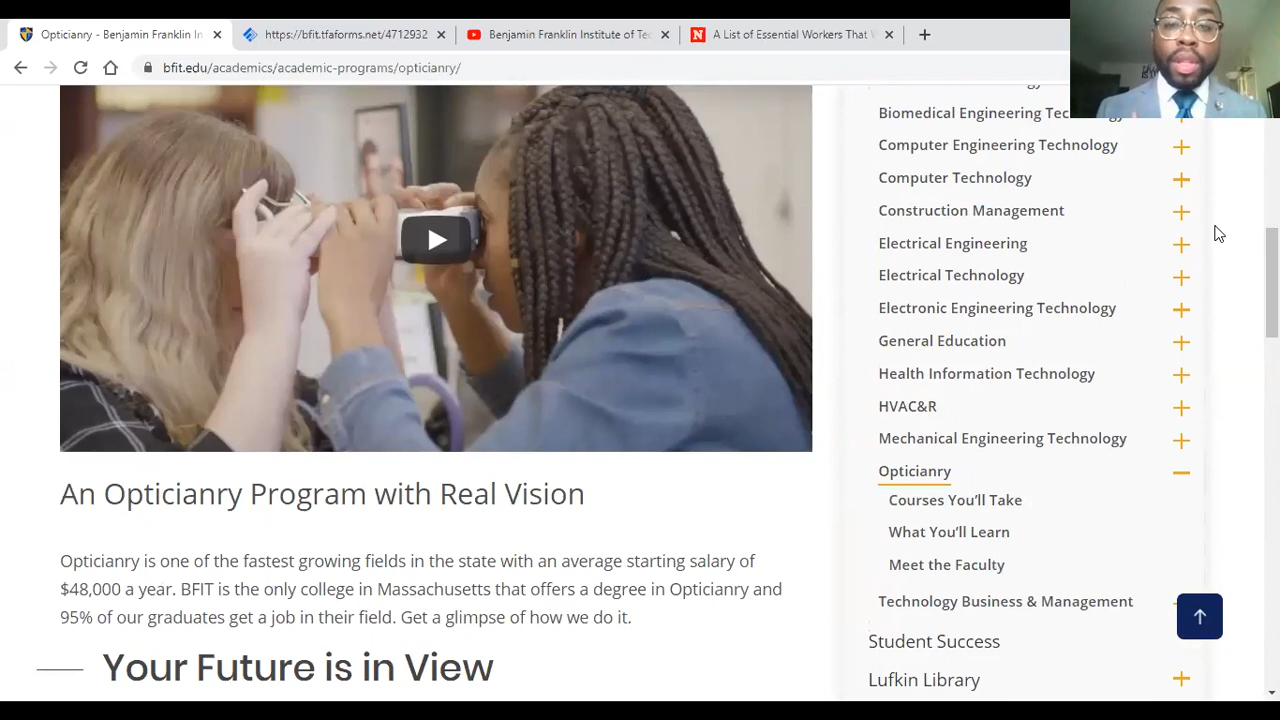 Opticianry - Benjamin Franklin In
https://bfit.tfaforms.net/4712932
Benjamin Franklin Institute of Te
A List of Essential Workers That
bfit.edu/academics/academic-programs/opticianry/
An Opticianry Program with Real Vision
Opticianry is one of the fastest growing fields in the state with an average starting salary of
$48,000 a year. BFIT is the only college in Massachusetts that offers a degree in Opticianry and
95% of our graduates get a job in their field. Get a glimpse of how we do it.
Your Future is in View
Biomedical Engineering Technology
Computer Engineering Technology
Computer Technology
Construction Management
Electrical Engineering
Electrical Technology
Electronic Engineering Technology
General Education
Health Information Technology
HVAC&R
Mechanical Engineering Technology
Opticianry
Courses You'll Take
What You'll Learn
Meet the Faculty
Technology Business & Management
Student Success
Lufkin Library